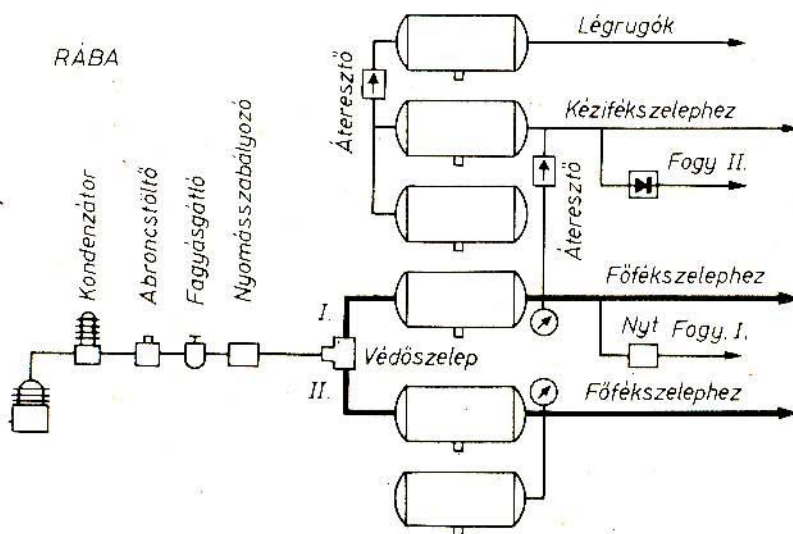 RÁBA
Légrugók
Áteresztő
Kézifékszelephez
Fogy II.
Áteresztő
Kondenzátor
Abroncstöltő
Fagyásgátló
Nyomásszabályozó
I.
Főfékszelephez
Nyt Fogy. I.
Védőszelep
II.
Főfékszelephez